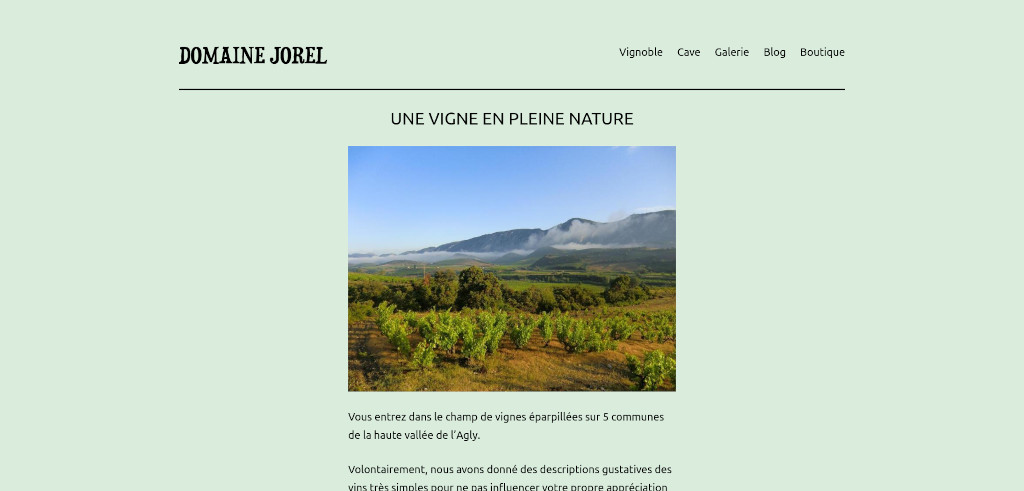 DOMAINE JOREL
Vignoble Cave Galerie Blog Boutique
UNE VIGNE EN PLEINE NATURE
Vous entrez dans le champ de vignes éparpillées sur 5 communes
de la haute vallée de l’Agly.
Volontairement, nous avons donné des descriptions gustatives des
vins très simples pour ne pas influencer votre propre appréciation